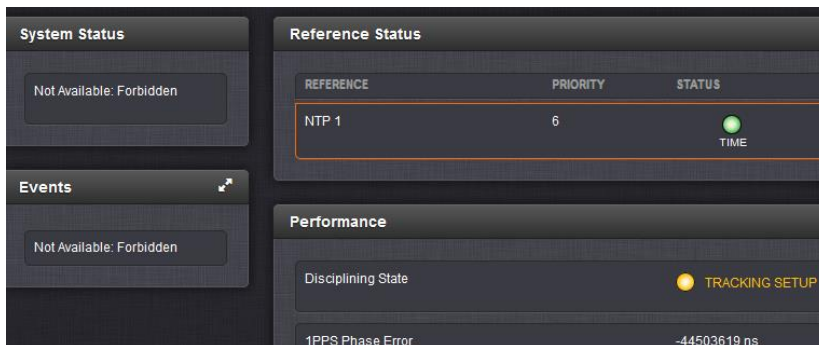 System Status
Not Available: Forbidden
Events
Not Available: Forbidden
Reference Status
REFERENCE PRIORITY STATUS
NTP 1 6
TIME
Performance
Disciplining State TRACKING SETUP
1PPS Phase Error -44503619 ns